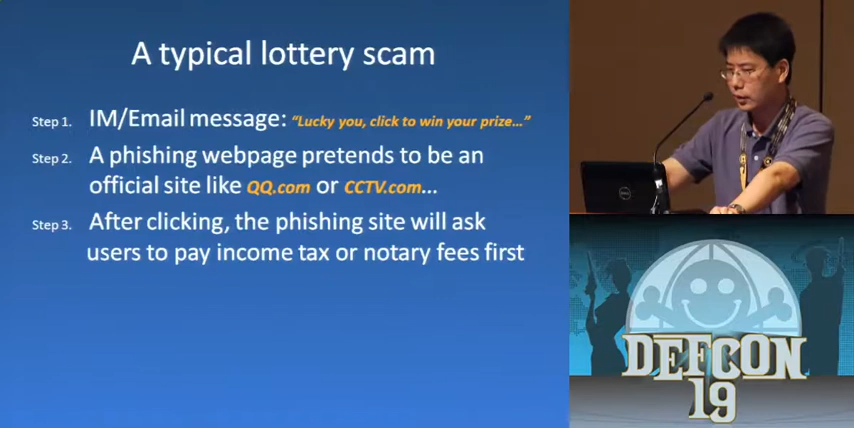 A typical lottery scam
Step 1. IM/Email message: “Lucky you, click to win your prize...”
Step 2. A phishing webpage pretends to be an
official site like QQ.com or CCTV.com...
Step 3. After clicking, the phishing site will ask
users to pay income tax or notary fees first
DELL
DEFCON
19